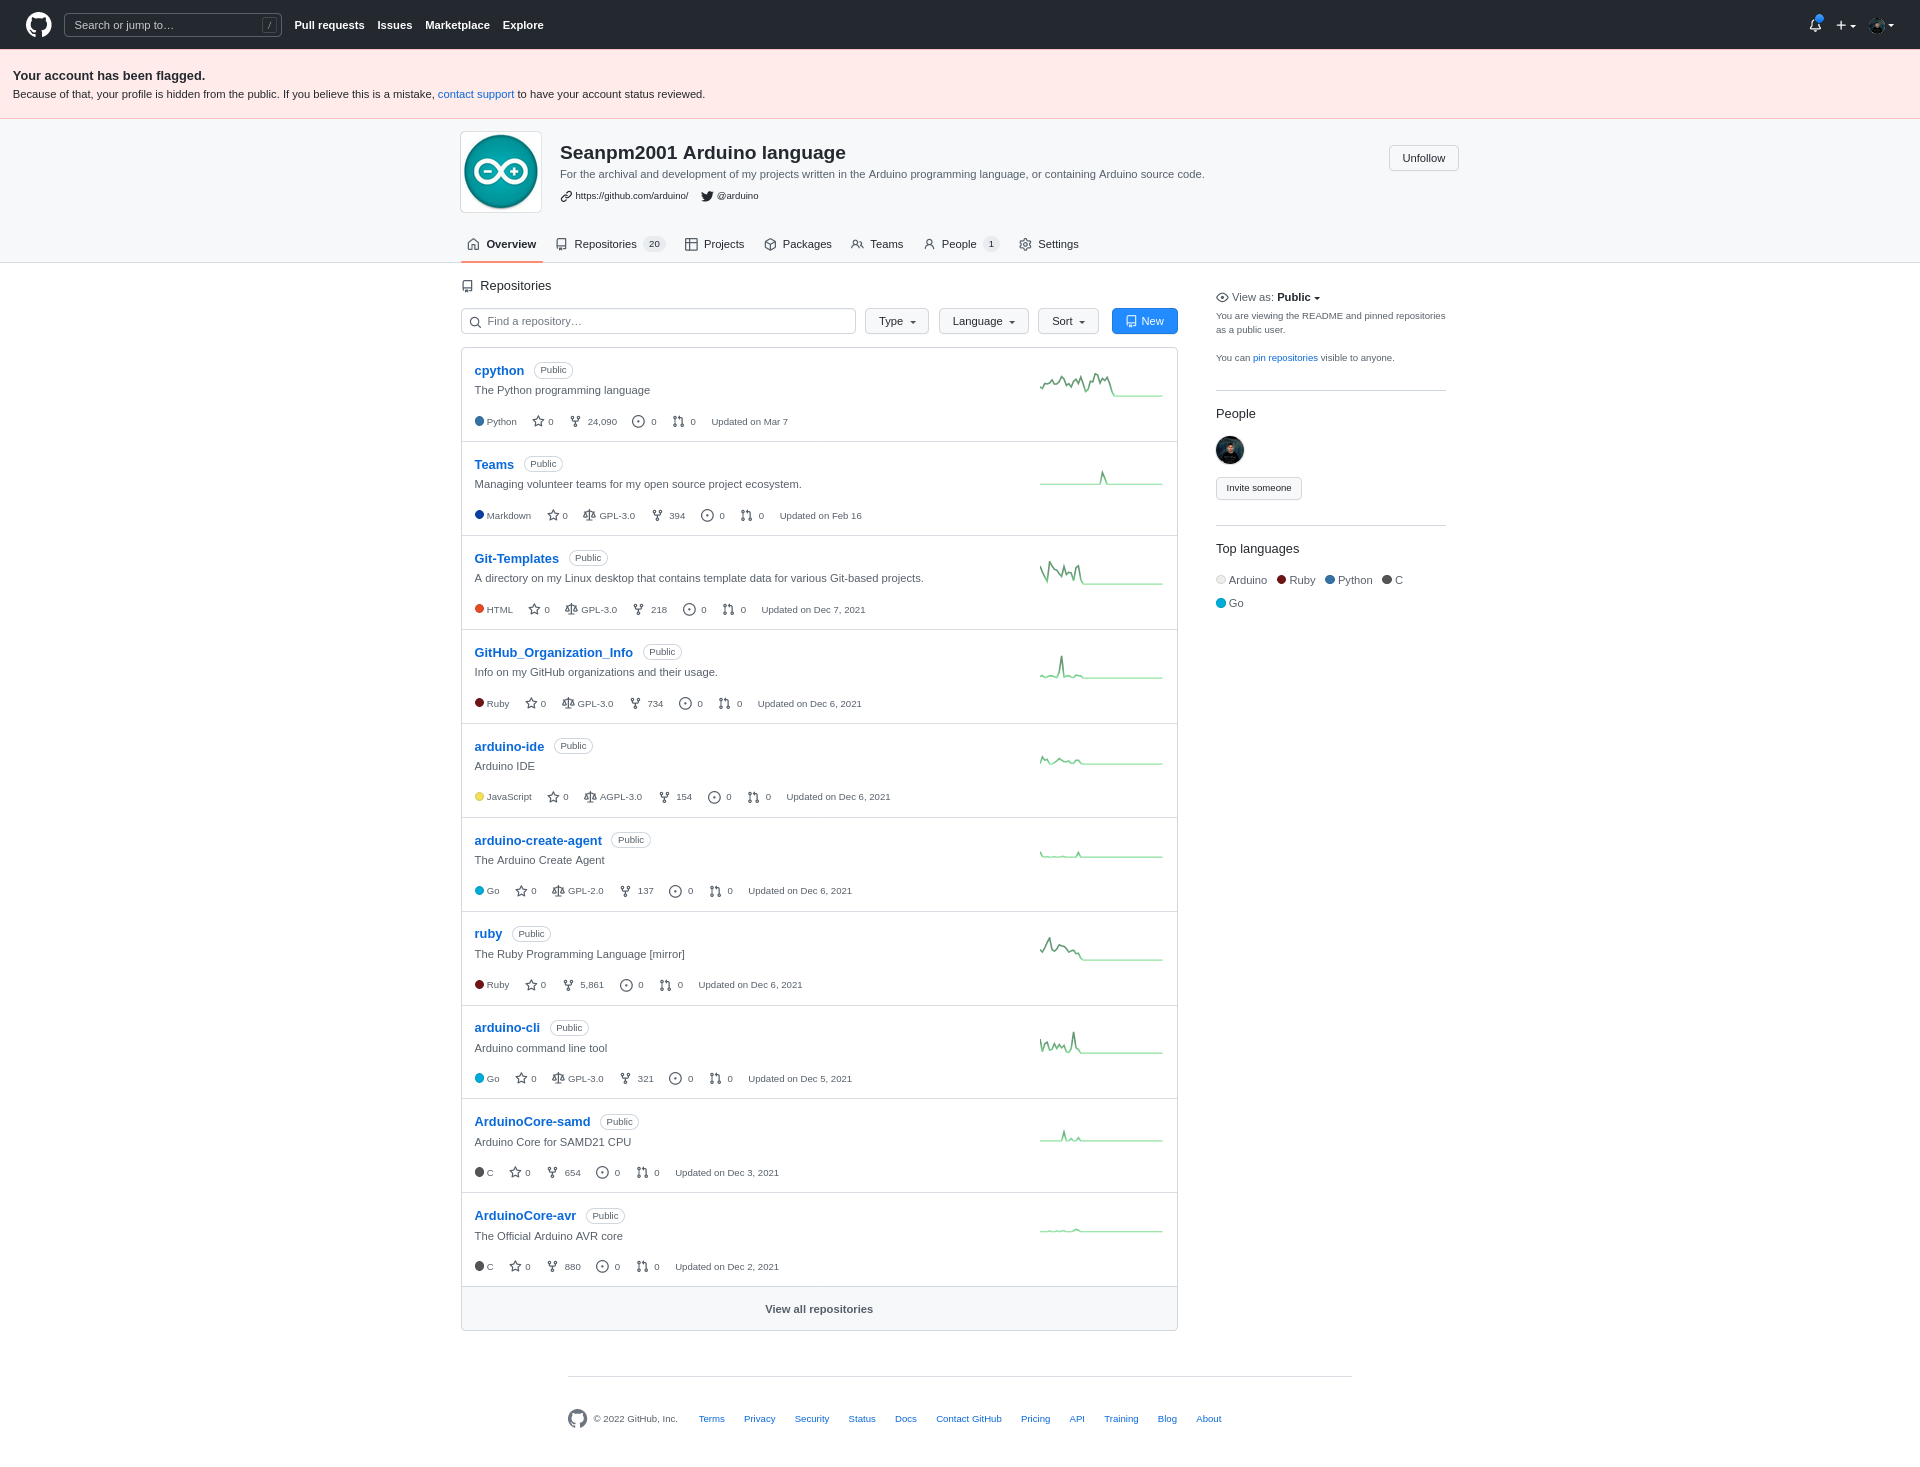 Search or jump to…
/
Pull requests Issues Marketplace Explore
Your account has been flagged.
Because of that, your profile is hidden from the public. If you believe this is a mistake, contact support to have your account status reviewed.
Seanpm2001 Arduino language
Unfollow
For the archival and development of my projects written in the Arduino programming language, or containing Arduino source code.
https://github.com/arduino/ @arduino
Overview Repositories 20 Projects Packages Teams People 1 Settings
Repositories
Find a repository…
Type Language Sort New
cpython Public
The Python programming language
Python 0 24,090 0 0 Updated on Mar 7
Teams Public
Managing volunteer teams for my open source project ecosystem.
Markdown 0 GPL-3.0 394 0 0 Updated on Feb 16
Git-Templates Public
A directory on my Linux desktop that contains template data for various Git-based projects.
HTML 0 GPL-3.0 218 0 0 Updated on Dec 7, 2021
GitHub_Organization_Info Public
Info on my GitHub organizations and their usage.
Ruby 0 GPL-3.0 734 0 0 Updated on Dec 6, 2021
arduino-ide Public
Arduino IDE
JavaScript 0 AGPL-3.0 154 0 0 Updated on Dec 6, 2021
arduino-create-agent Public
The Arduino Create Agent
Go 0 GPL-2.0 137 0 0 Updated on Dec 6, 2021
ruby Public
The Ruby Programming Language [mirror]
Ruby 0 5,861 0 0 Updated on Dec 6, 2021
arduino-cli Public
Arduino command line tool
Go 0 GPL-3.0 321 0 0 Updated on Dec 5, 2021
ArduinoCore-samd Public
Arduino Core for SAMD21 CPU
C 0 654 0 0 Updated on Dec 3, 2021
ArduinoCore-avr Public
The Official Arduino AVR core
C 0 880 0 0 Updated on Dec 2, 2021
View all repositories
View as: Public
You are viewing the README and pinned repositories
as a public user.
You can pin repositories visible to anyone.
People
Invite someone
Top languages
Arduino Ruby Python C
Go
© 2022 GitHub, Inc. Terms Privacy Security Status Docs Contact GitHub Pricing API Training Blog About